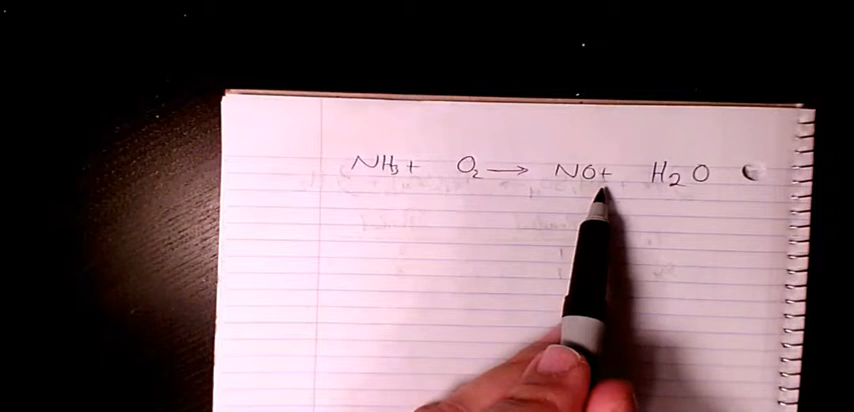 NH₃ + O₂ → NO + H₂O